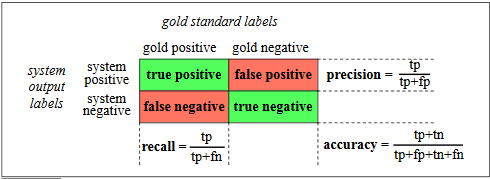 gold standard labels
gold positive gold negative
system output labels
system positive true positive false positive precision = tp/tp+fp
system negative false negative true negative
recall = tp/tp+fn accuracy = tp+tn/tp+fp+tn+fn